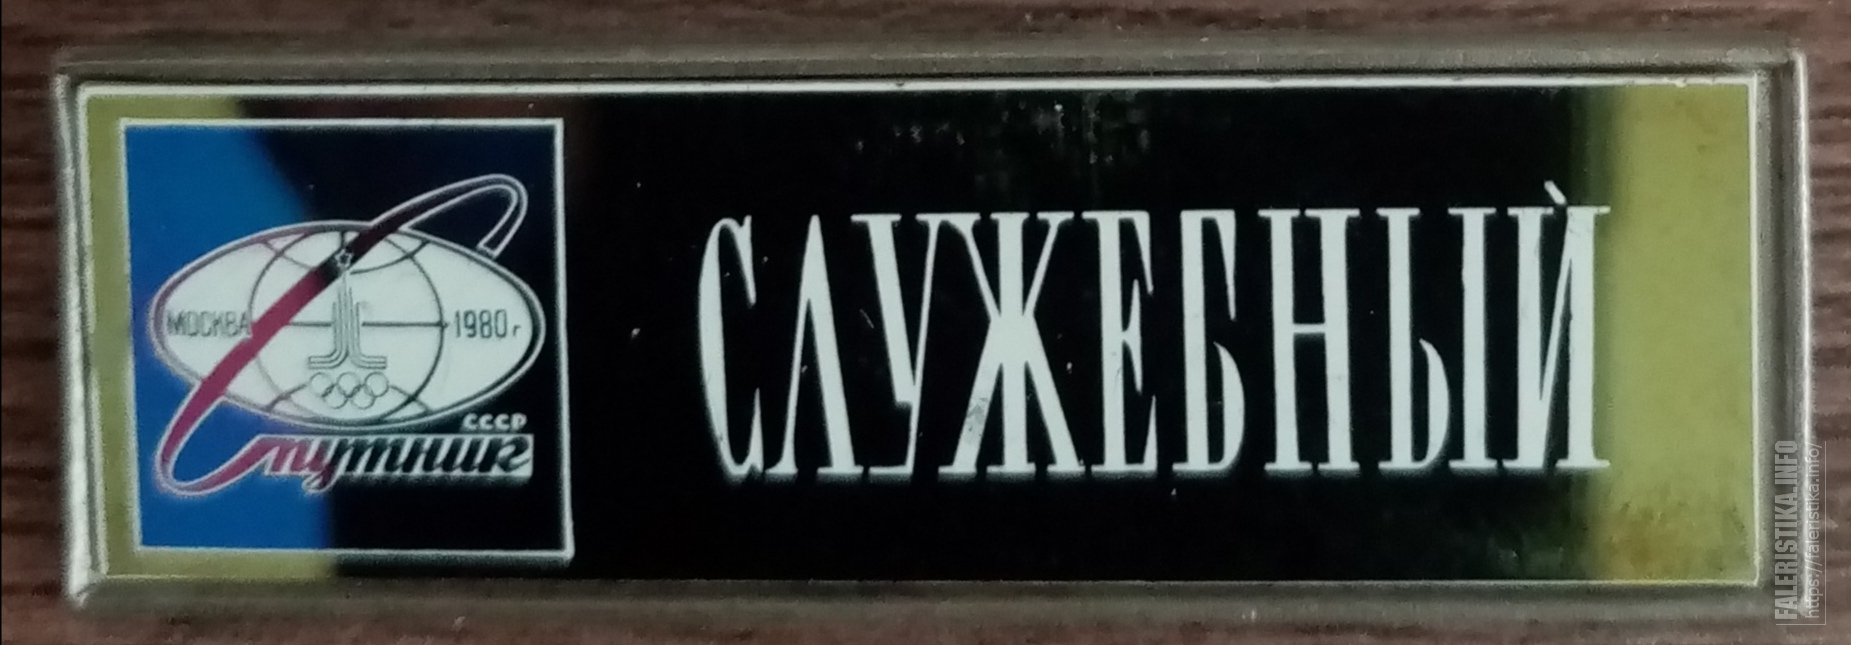 МОСКВА 1980 г
СССР
Спутник
СЛУЖЕБНЫЙ
FALERISTIKA.INFO
https://faleristika.info/